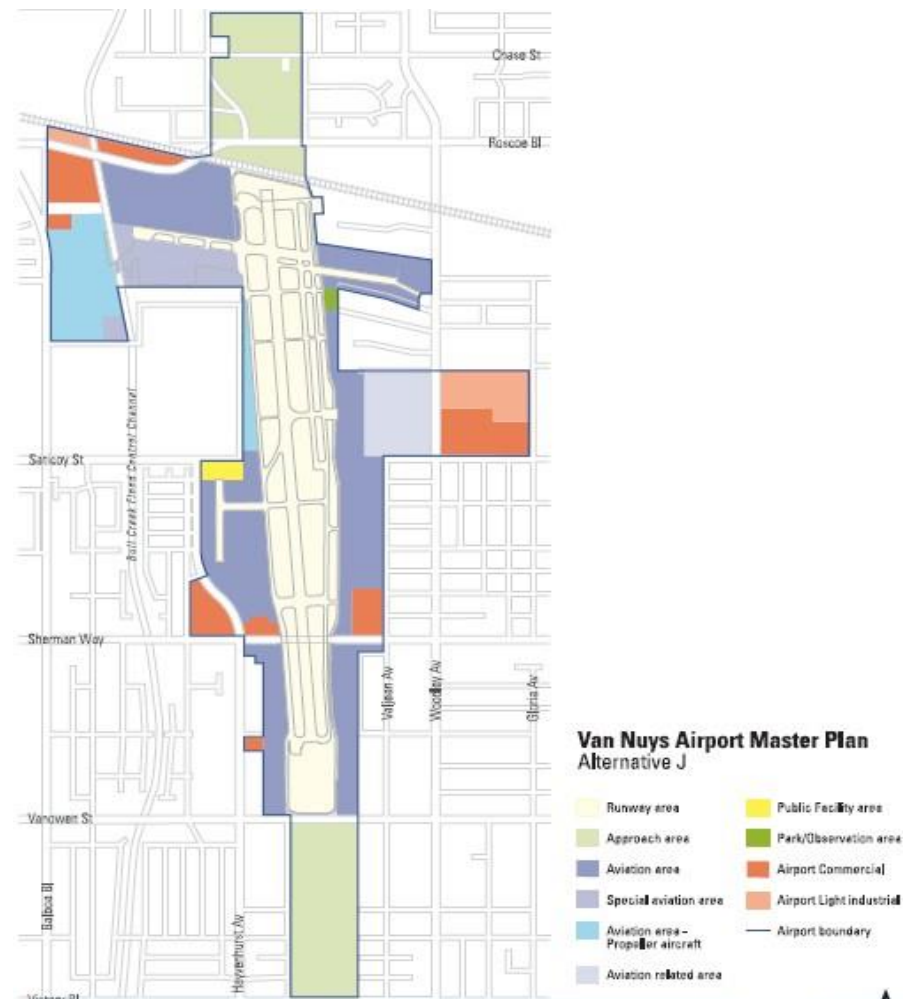 Chase St
Roscoe Bl
Saticoy St
Bull Creek Flood Control Channel
Sherman Way
Valjean Av
Woodley Av
Gloria Av
Vanowen St
Balboa Bl
Hayvenhurst Av
Victory Bl
Van Nuys Airport Master Plan
Alternative J
Runway area
Approach area
Aviation area
Special aviation area
Aviation area –
Propeller aircraft
Aviation related area
Public Facility area
Park/Observation area
Airport Commercial
Airport Light industrial
Airport boundary